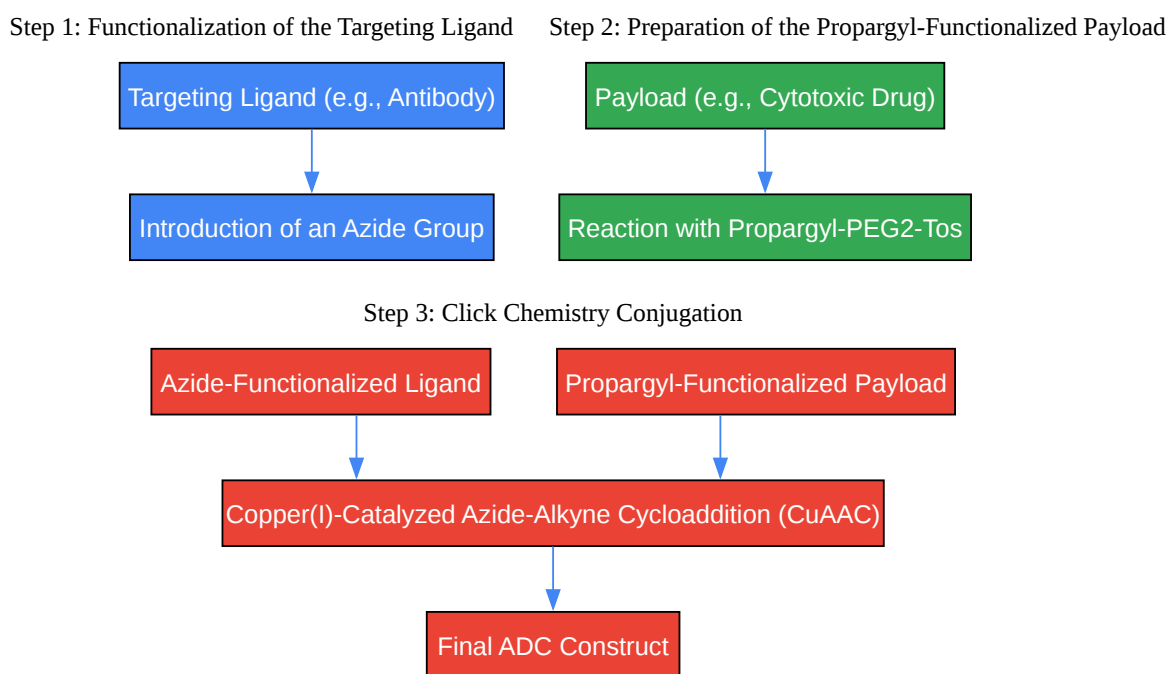 Step 1: Functionalization of the Targeting Ligand
Targeting Ligand (e.g., Antibody)
Introduction of an Azide Group
Step 2: Preparation of the Propargyl-Functionalized Payload
Payload (e.g., Cytotoxic Drug)
Reaction with Propargyl-PEG2-Tos
Step 3: Click Chemistry Conjugation
Azide-Functionalized Ligand
Propargyl-Functionalized Payload
Copper(I)-Catalyzed Azide-Alkyne Cycloaddition (CuAAC)
Final ADC Construct